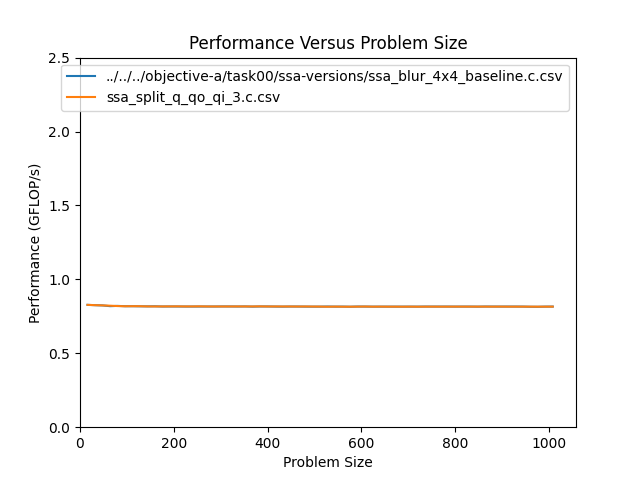 Performance Versus Problem Size
2.5
../../../objective-a/task00/ssa-versions/ssa_blur_4x4_baseline.c.csv
ssa_split_q_qo_qi_3.c.csv
2.0
1.5
Performance (GFLOP/s)
1.0
0.5
0.0
0 200 400 600 800 1000
Problem Size